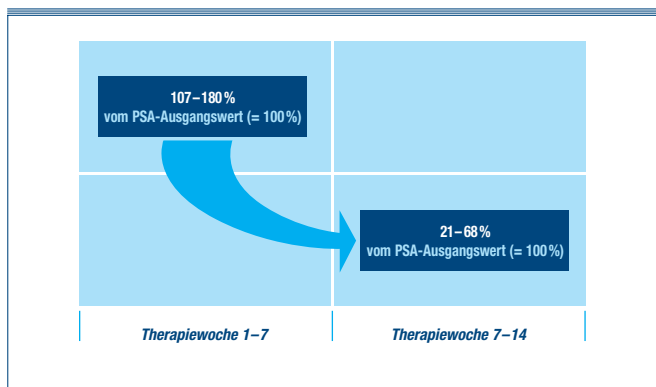 107–180 %
vom PSA-Ausgangswert (= 100 %)
21–68 %
vom PSA-Ausgangswert (= 100 %)
Therapiewoche 1–7
Therapiewoche 7–14